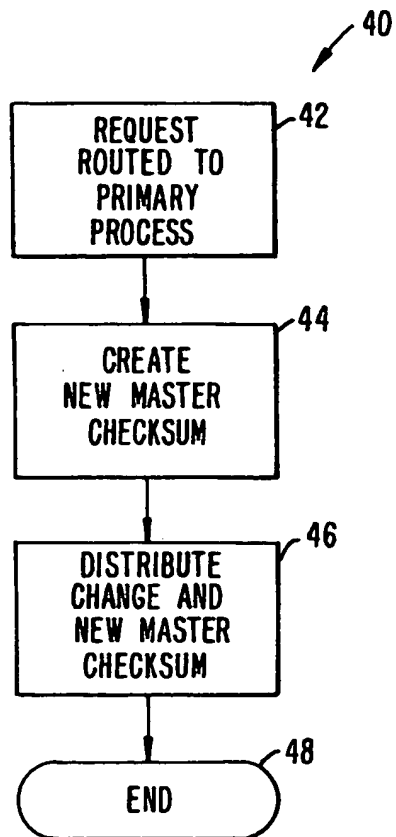 40
42
REQUEST
ROUTED TO
PRIMARY
PROCESS
44
CREATE
NEW MASTER
CHECKSUM
46
DISTRIBUTE
CHANGE AND
NEW MASTER
CHECKSUM
48
END